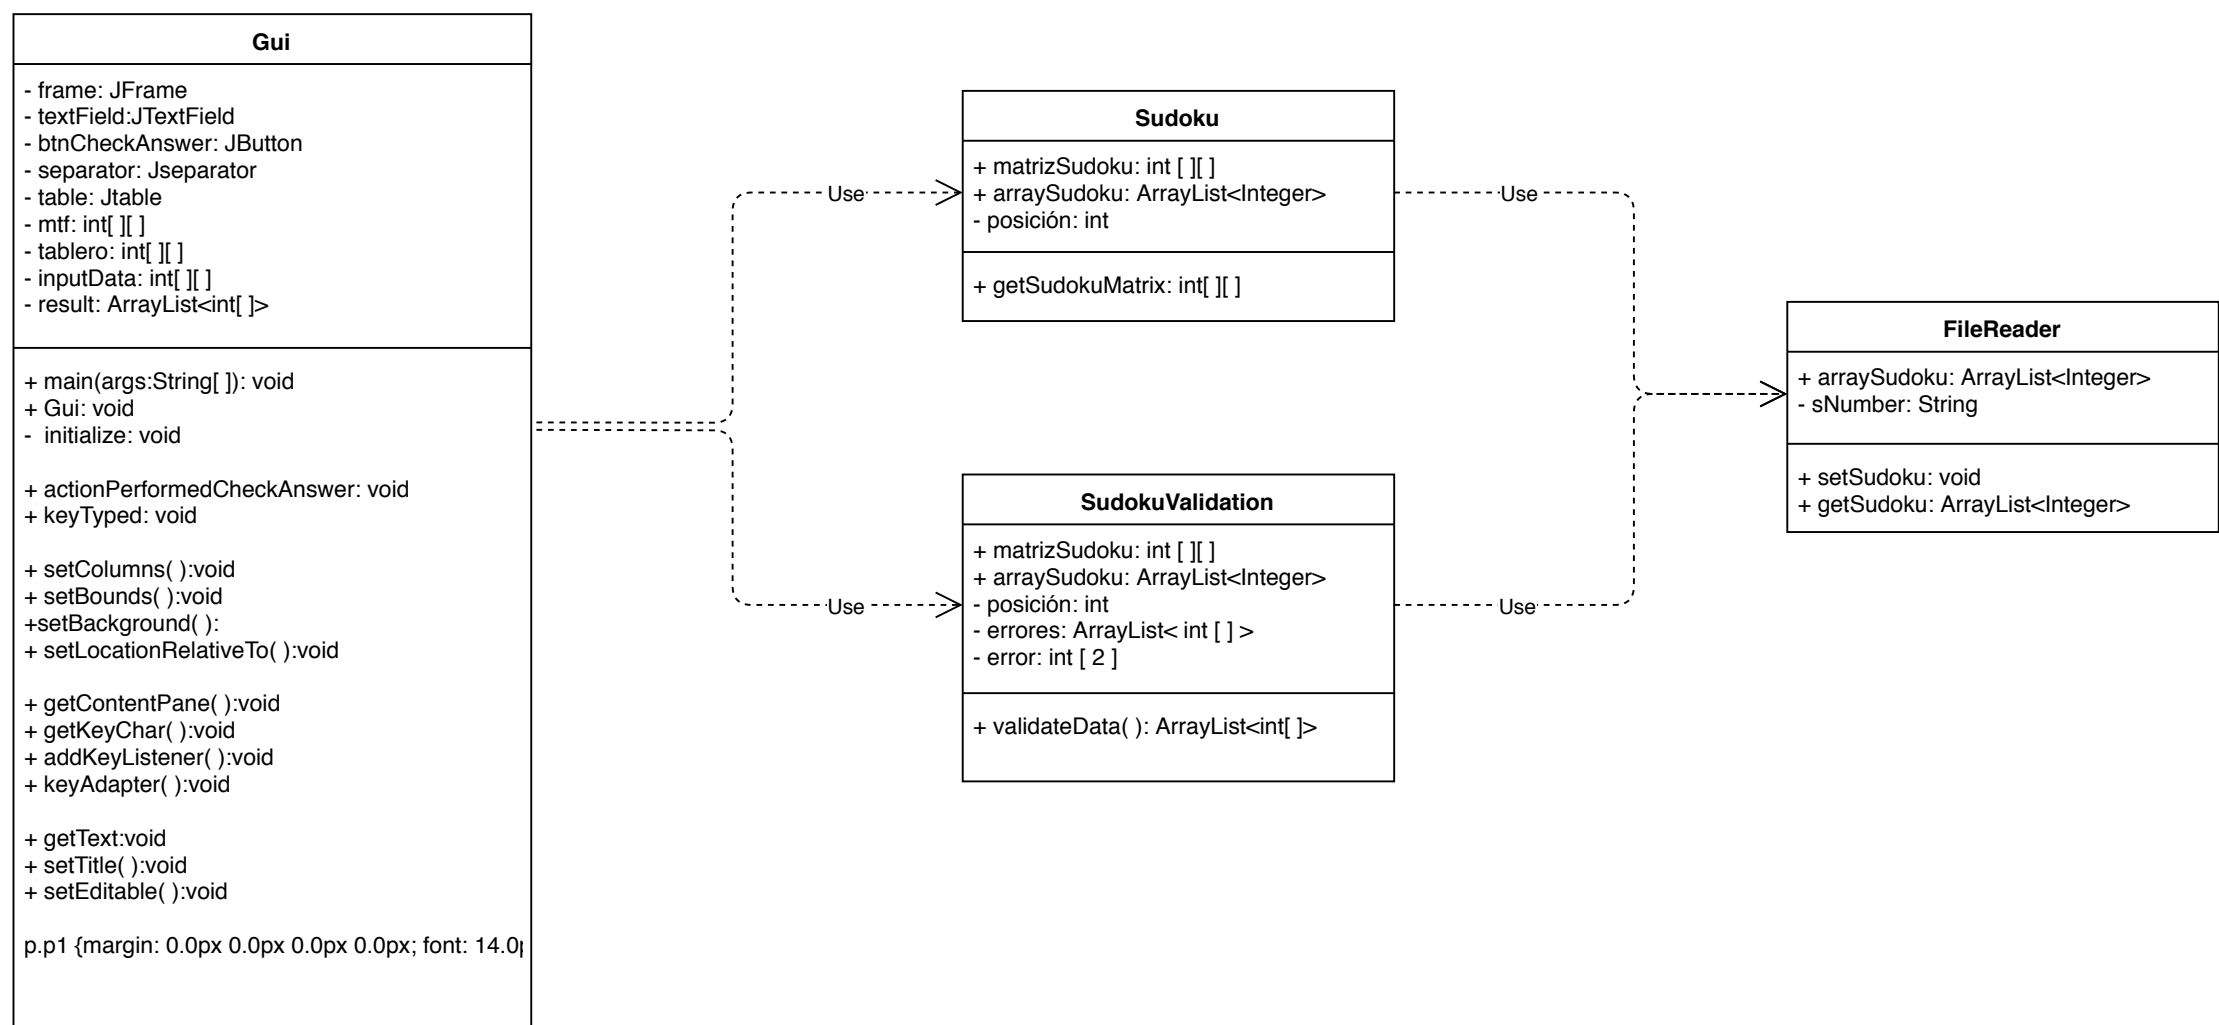 Gui
- frame: JFrame
- textField:JTextField
- btnCheckAnswer: JButton
- separator: Jseparator
- table: Jtable
- mtf: int[ ][ ]
- tablero: int[ ][ ]
- inputData: int[ ][ ]
- result: ArrayList<int[ ]>
+ main(args:String[ ]): void
+ Gui: void
-  initialize: void
+ actionPerformedCheckAnswer: void
+ keyTyped: void
+ setColumns( ):void
+ setBounds( ):void
+setBackground( ):
+ setLocationRelativeTo( ):void
+ getContentPane( ):void
+ getKeyChar( ):void
+ addKeyListener( ):void
+ keyAdapter( ):void
+ getText:void
+ setTitle( ):void
+ setEditable( ):void
p.p1 {margin: 0.0px 0.0px 0.0px 0.0px; font: 14.0p
Use
Use
Sudoku
+ matrizSudoku: int [ ][ ]
+ arraySudoku: ArrayList<Integer>
- posición: int
+ getSudokuMatrix: int[ ][ ]
SudokuValidation
+ matrizSudoku: int [ ][ ]
+ arraySudoku: ArrayList<Integer>
- posición: int
- errores: ArrayList< int [ ] >
- error: int [ 2 ]
+ validateData( ): ArrayList<int[ ]>
Use
Use
FileReader
+ arraySudoku: ArrayList<Integer>
- sNumber: String
+ setSudoku: void
+ getSudoku: ArrayList<Integer>